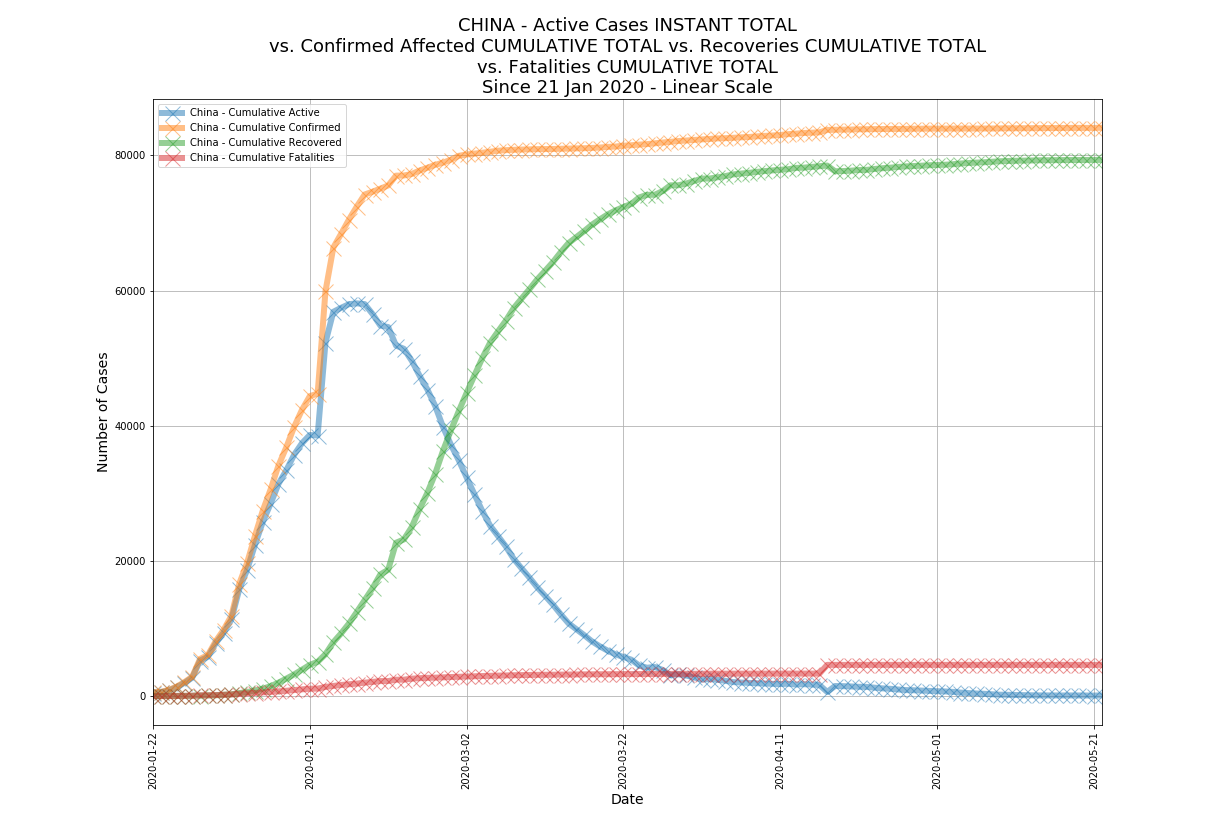 CHINA - Active Cases INSTANT TOTAL
vs. Confirmed Affected CUMULATIVE TOTAL vs. Recoveries CUMULATIVE TOTAL
vs. Fatalities CUMULATIVE TOTAL
Since 21 Jan 2020 - Linear Scale
China - Cumulative Active
China - Cumulative Confirmed
China - Cumulative Recovered
China - Cumulative Fatalities
80000
60000
40000
20000
0
Number of Cases
2020-01-22
2020-02-11
2020-03-02
2020-03-22
2020-04-11
2020-05-01
2020-05-21
Date